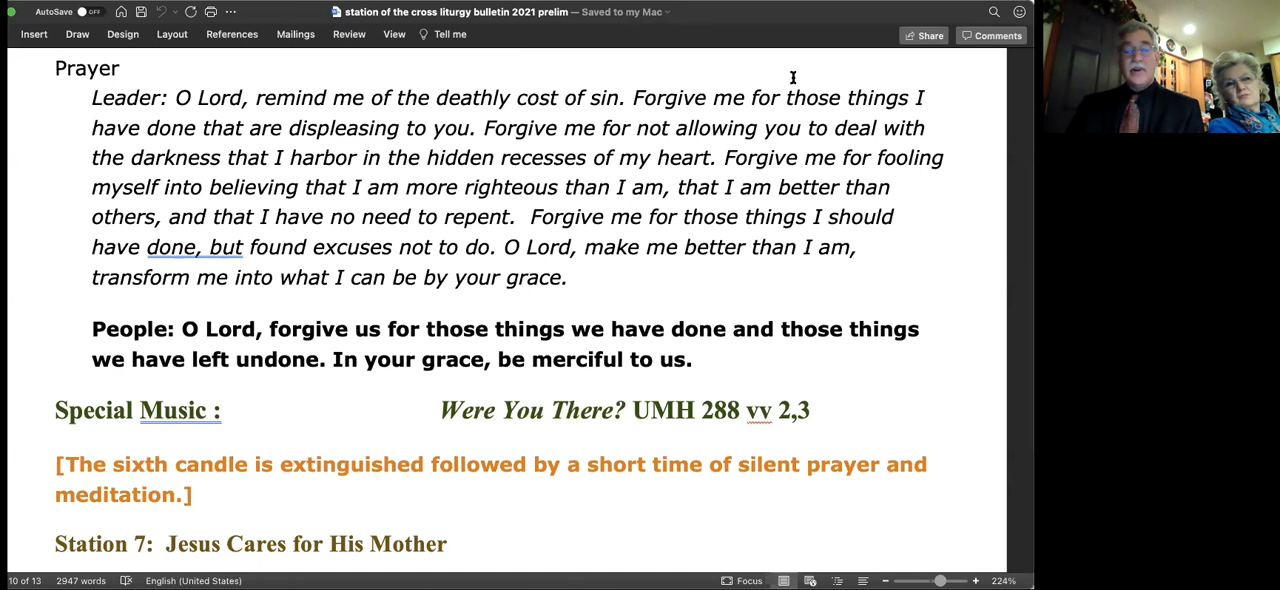 AutoSave OFF station of the cross liturgy bulletin 2021 prelim — Saved to my Mac
Insert Draw Design Layout References Mailings Review View Tell me Share Comments
Prayer
Leader: O Lord, remind me of the deathly cost of sin. Forgive me for those things I
have done that are displeasing to you. Forgive me for not allowing you to deal with
the darkness that I harbor in the hidden recesses of my heart. Forgive me for fooling
myself into believing that I am more righteous than I am, that I am better than
others, and that I have no need to repent. Forgive me for those things I should
have done, but found excuses not to do. O Lord, make me better than I am,
transform me into what I can be by your grace.
People: O Lord, forgive us for those things we have done and those things
we have left undone. In your grace, be merciful to us.
Special Music : Were You There? UMH 288 vv 2,3
[The sixth candle is extinguished followed by a short time of silent prayer and
meditation.]
Station 7: Jesus Cares for His Mother
10 of 13 2947 words English (United States) Focus 224%